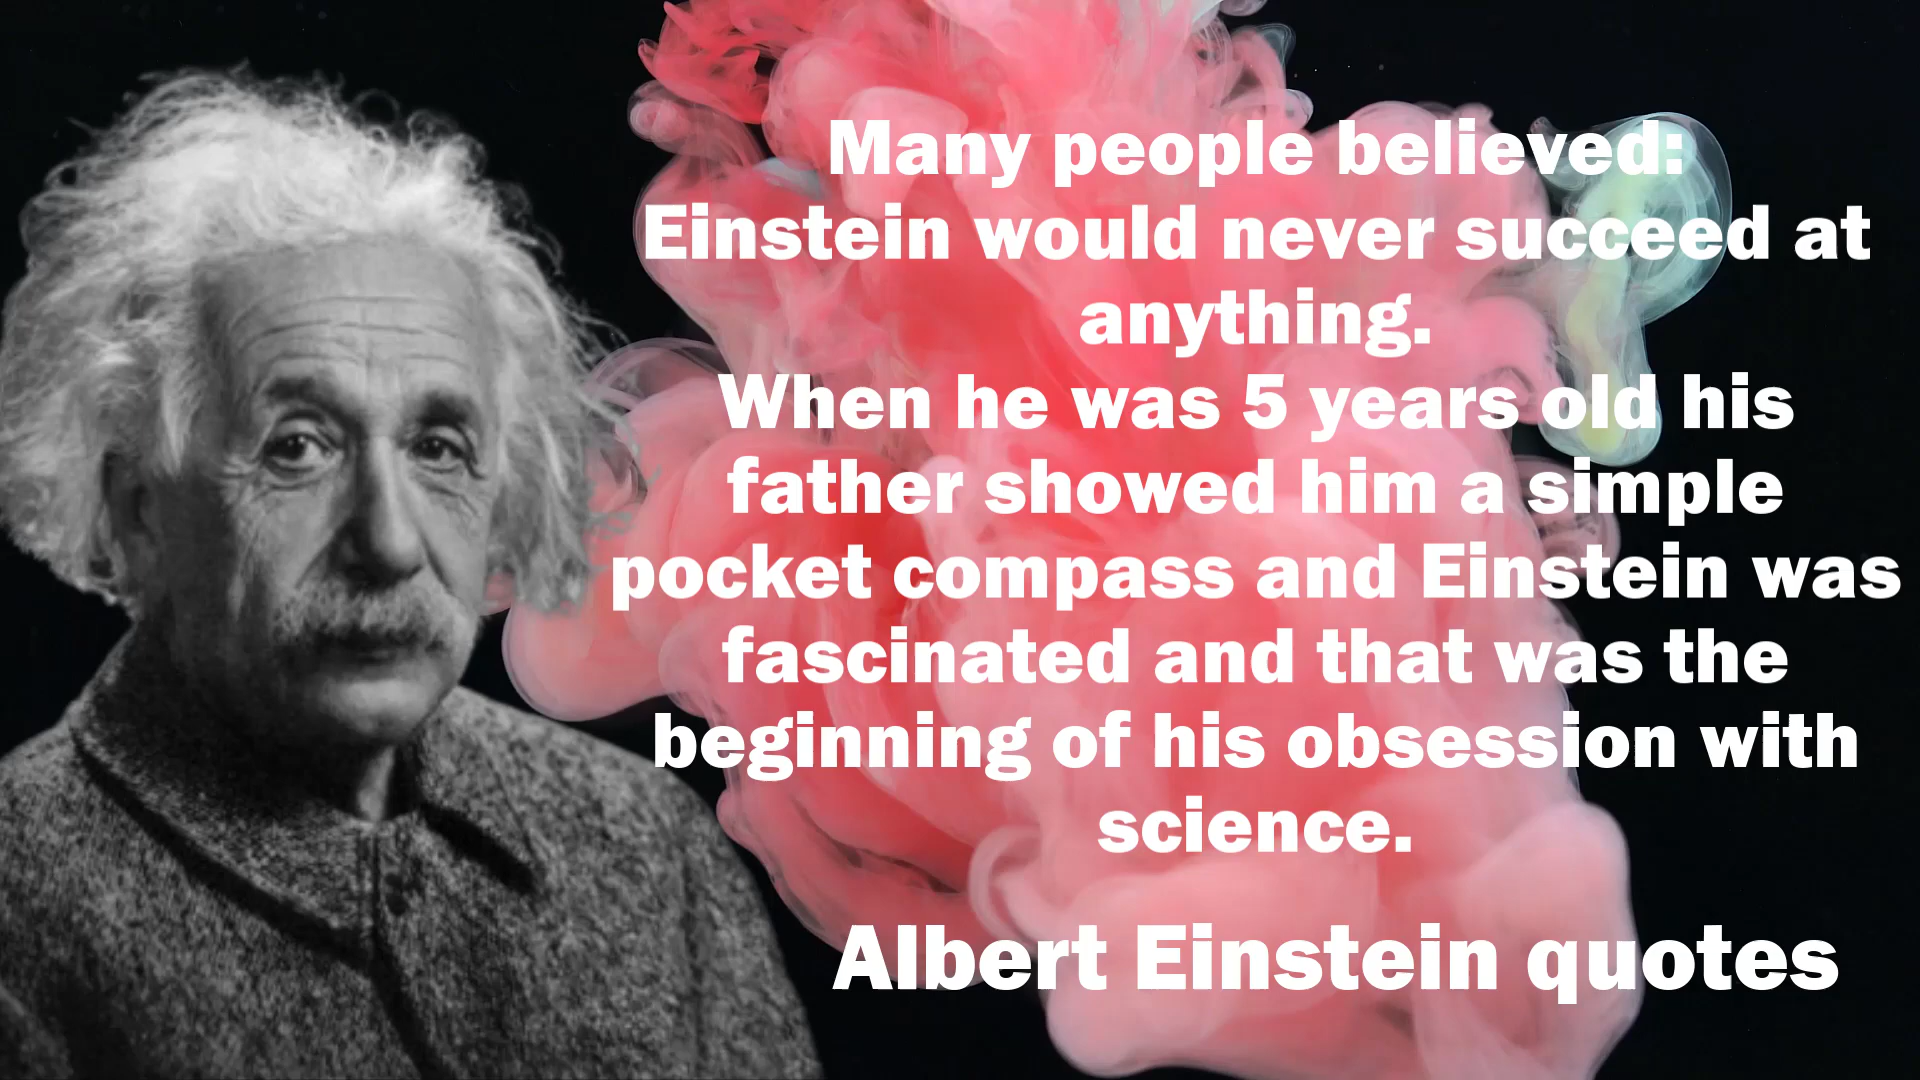 Many people believed:
Einstein would never succeed at
anything.
When he was 5 years old his
father showed him a simple
pocket compass and Einstein was
fascinated and that was the
beginning of his obsession with
science.
Albert Einstein quotes